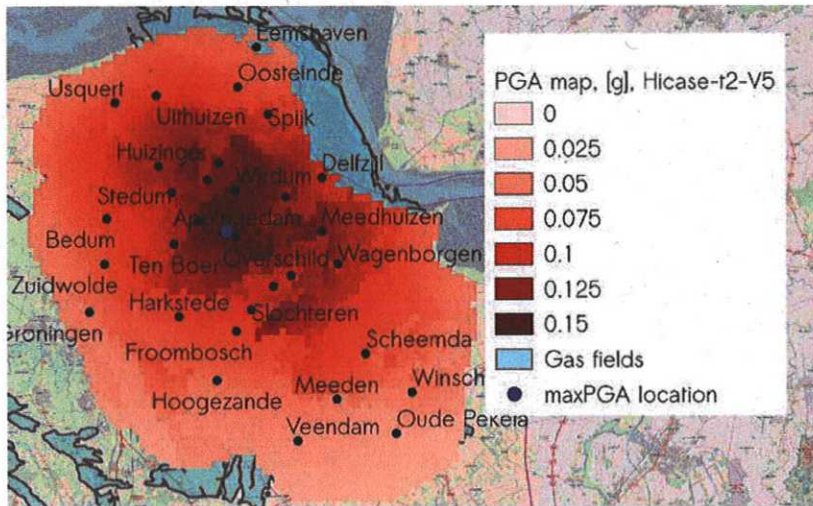 Eemshaven
Oosteinde
Usquert
Uithuizen
Spijk
Huizinge
Delfzijl
Wirdum
Stedum
Appingedam
Meedhuizen
Bedum
Ten Boer
Overschild
Wagenborgen
Zuidwolde
Harkstede
Slochteren
Groningen
Froombosch
Scheemda
Hoogezande
Meeden
Winsch
Veendam
Oude Pekela
PGA map, [g], Hicase-t2-V5
0
0.025
0.05
0.075
0.1
0.125
0.15
Gas fields
maxPGA location